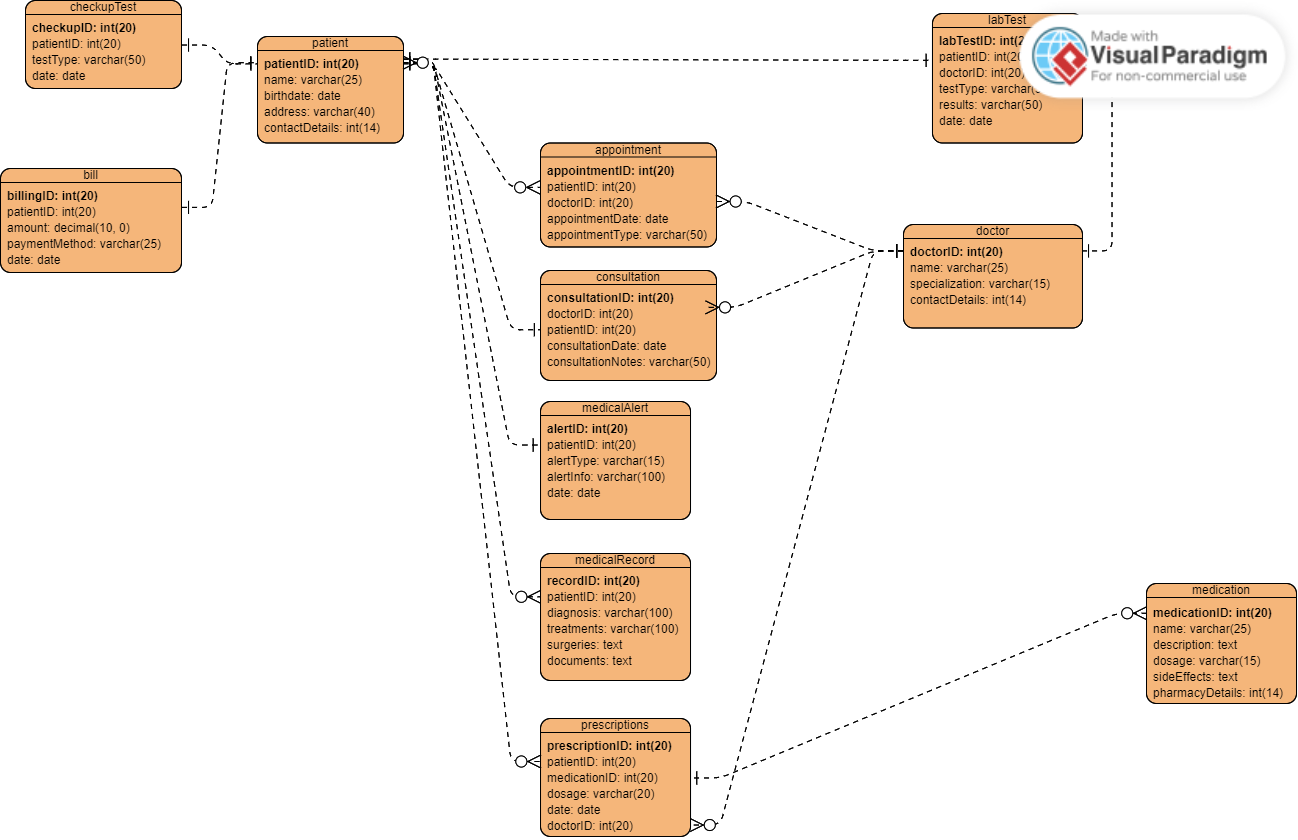 checkupTest
checkupID: int(20)
patientID: int(20)
testType: varchar(50)
date: date
patient
patientID: int(20)
name: varchar(25)
birthdate: date
address: varchar(40)
contactDetails: int(14)
bill
billingID: int(20)
patientID: int(20)
amount: decimal(10, 0)
paymentMethod: varchar(25)
date: date
labTest
labTestID:
patientID:
doctorID: int(20)
testType:
results: varchar(50)
date: date
Made with
Visual Paradigm
For non-commercial use
appointment
appointmentID: int(20)
patientID: int(20)
doctorID: int(20)
appointmentDate: date
appointmentType: varchar(50)
doctor
doctorID: int(20)
name: varchar(25)
specialization: varchar(15)
contactDetails: int(14)
consultation
consultationID: int(20)
doctorID: int(20)
patientID: int(20)
consultationDate: date
consultationNotes: varchar(50)
medicalAlert
alertID: int(20)
patientID: int(20)
alertType: varchar(15)
alertInfo: varchar(100)
date: date
medicalRecord
recordID: int(20)
patientID: int(20)
diagnosis: varchar(100)
treatments: varchar(100)
surgeries: text
documents: text
medication
medicationID: int(20)
name: varchar(25)
description: text
dosage: varchar(15)
sideEffects: text
pharmacyDetails: int(14)
prescriptions
prescriptionID: int(20)
patientID: int(20)
medicationID: int(20)
dosage: varchar(20)
date: date
doctorID: int(20)